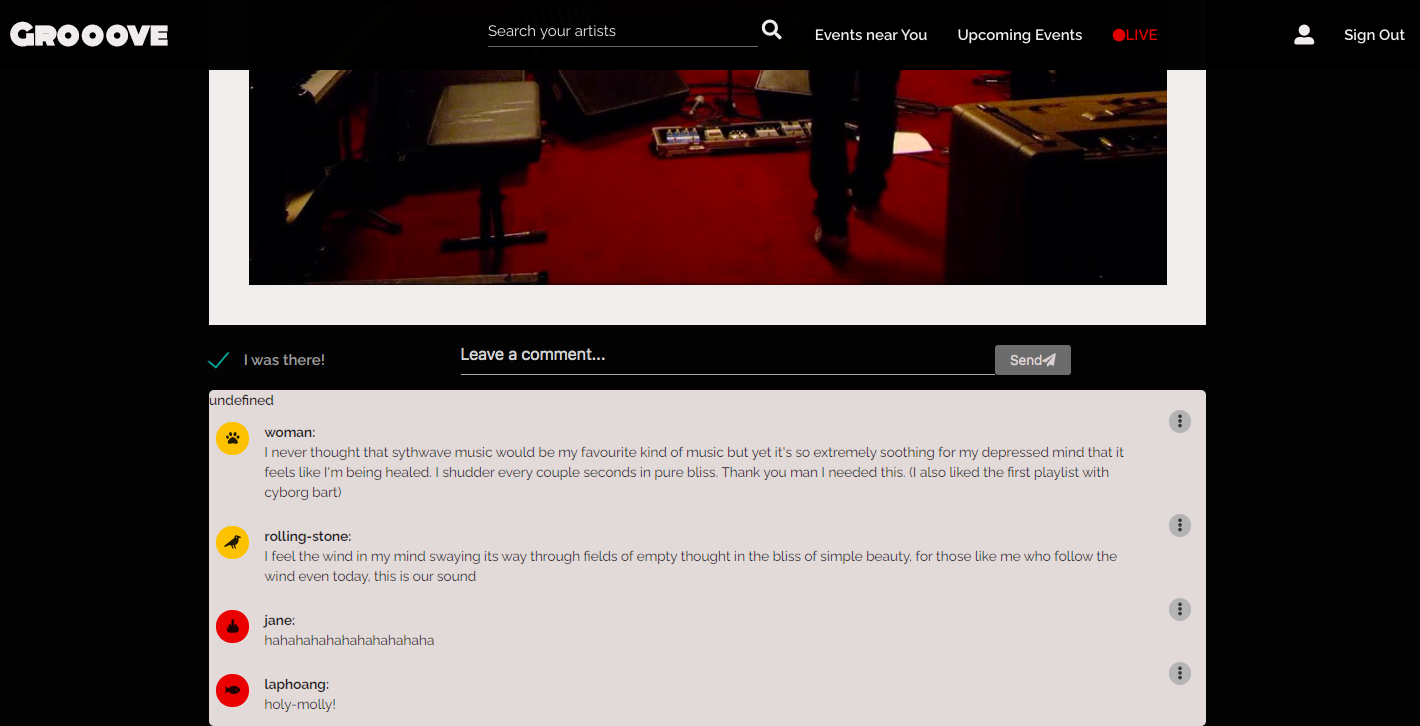 GROOOVE
Search your artists
Events near You
Upcoming Events
LIVE
Sign Out
I was there!
Leave a comment...
Send
undefined
woman:
I never thought that sythwave music would be my favourite kind of music but yet it's so extremely soothing for my depressed mind that it
feels like I'm being healed. I shudder every couple seconds in pure bliss. Thank you man I needed this. (I also liked the first playlist with
cyborg bart)
rolling-stone:
I feel the wind in my mind swaying its way through fields of empty thought in the bliss of simple beauty, for those like me who follow the
wind even today, this is our sound
jane:
hahahahahahahahahahaha
laphoang:
holy-molly!